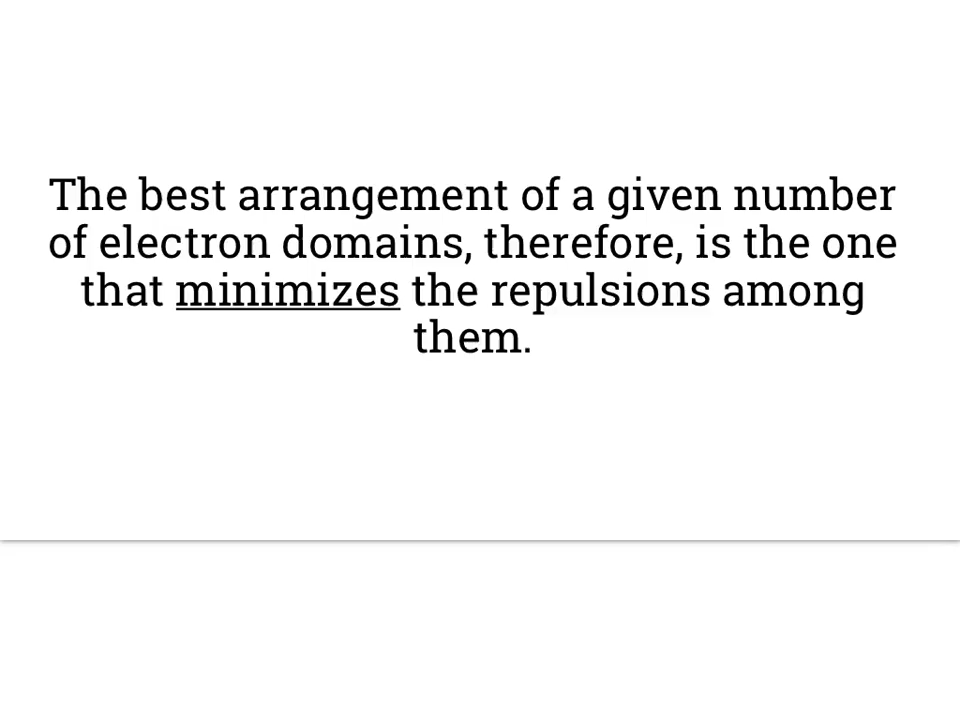 The best arrangement of a given number
of electron domains, therefore, is the one
that minimizes the repulsions among
them.